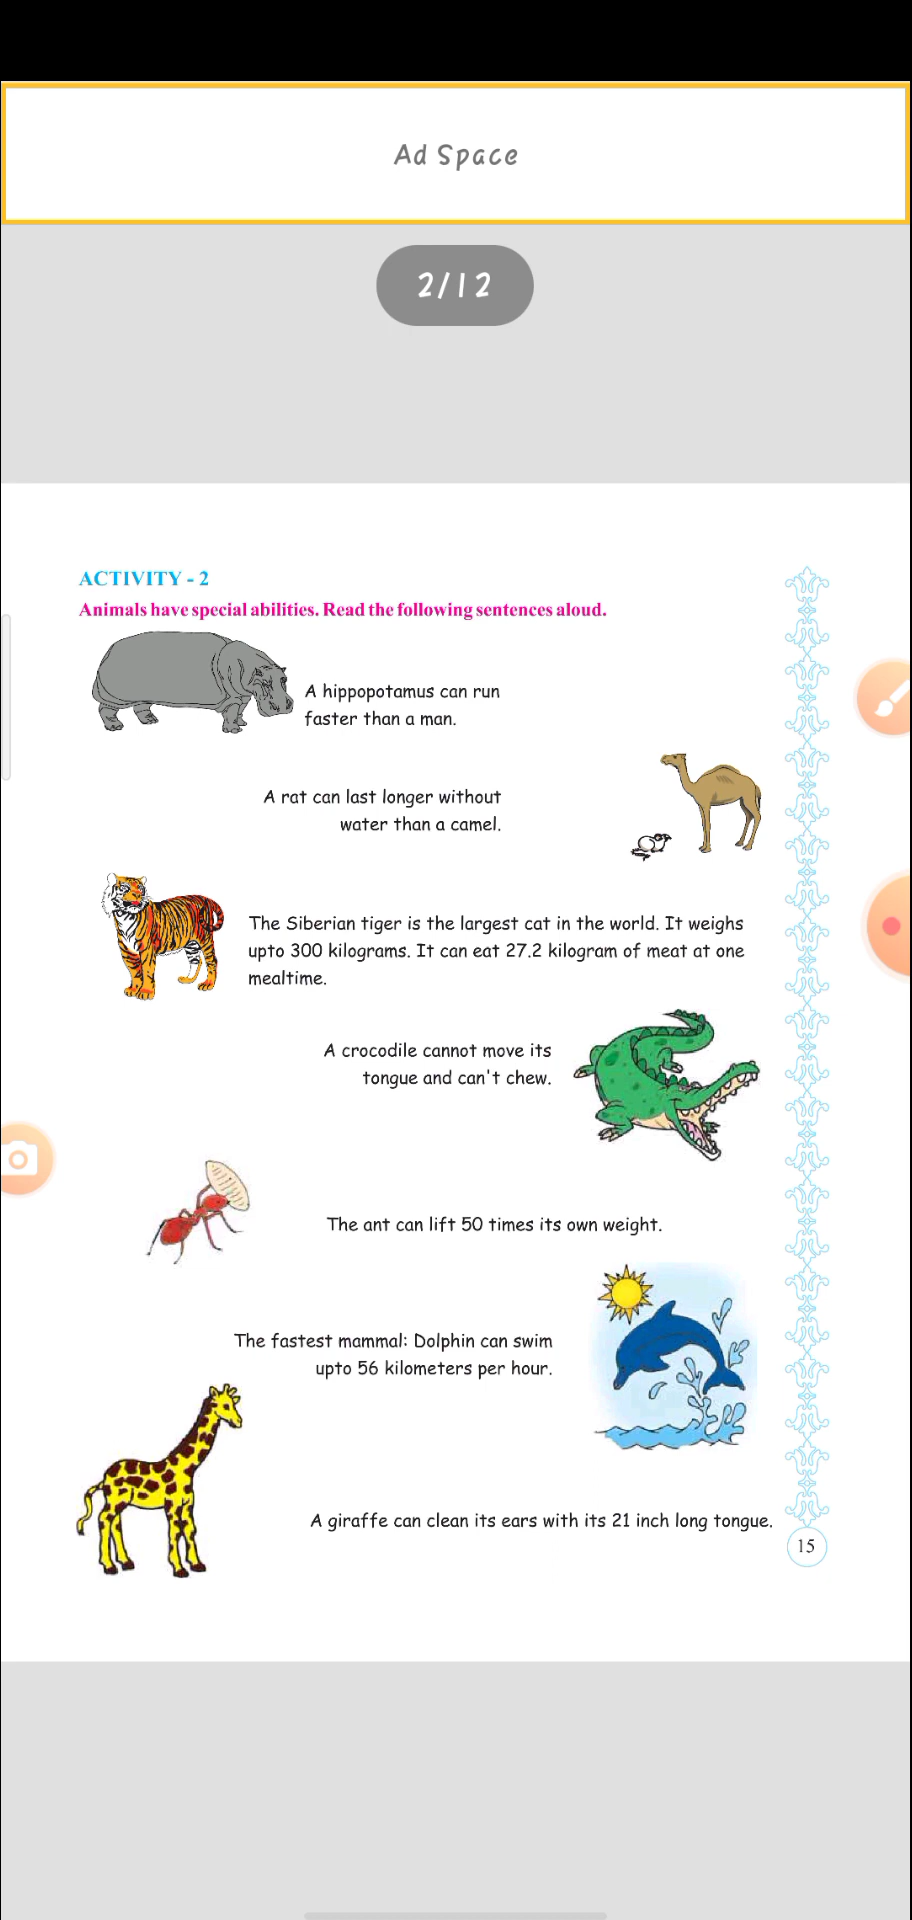 Ad Space
2/12
ACTIVITY - 2
Animals have special abilities. Read the following sentences aloud.
A hippopotamus can run
faster than a man.
A rat can last longer without
water than a camel.
The Siberian tiger is the largest cat in the world. It weighs
upto 300 kilograms. It can eat 27.2 kilogram of meat at one
mealtime.
A crocodile cannot move its
tongue and can't chew.
The ant can lift 50 times its own weight.
The fastest mammal: Dolphin can swim
upto 56 kilometers per hour.
A giraffe can clean its ears with its 21 inch long tongue.
15